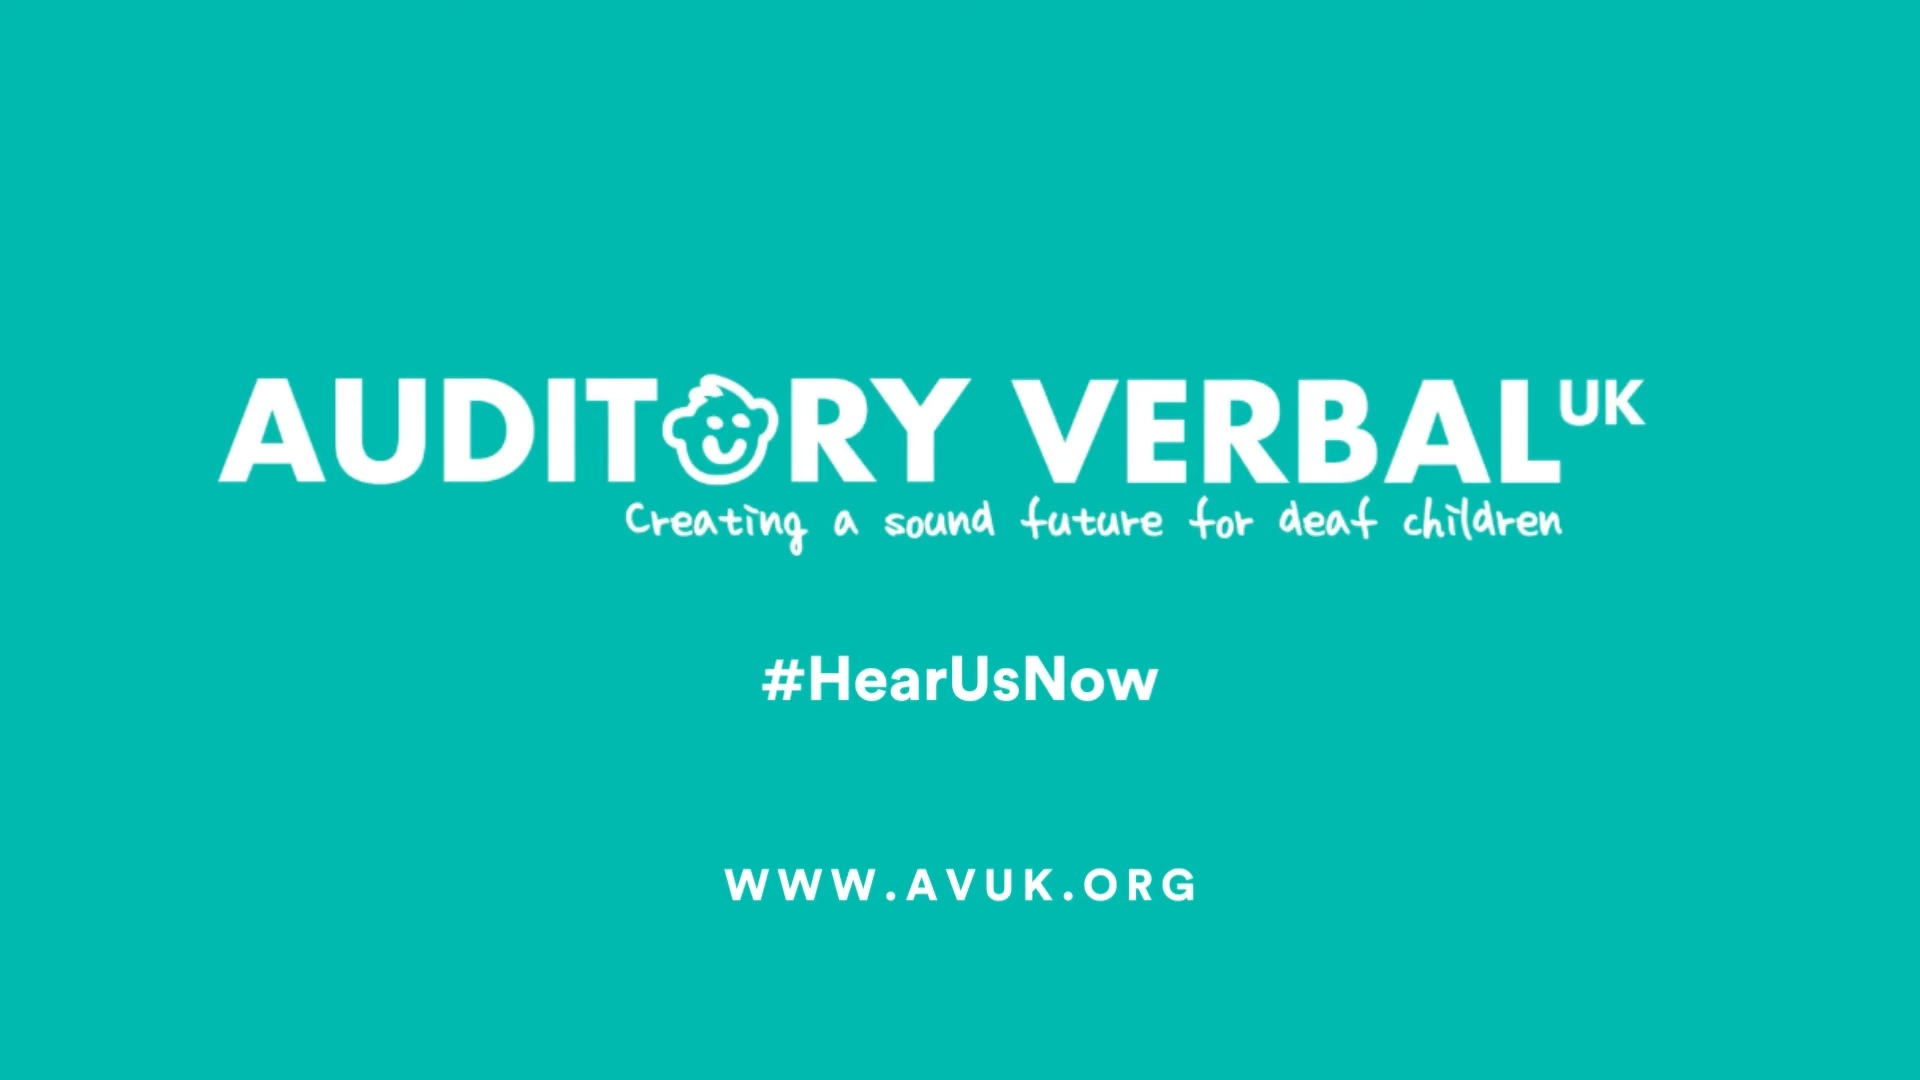 AUDITORY VERBAL UK
Creating a sound future for deaf children
#HearUsNow
WWW.AVUK.ORG